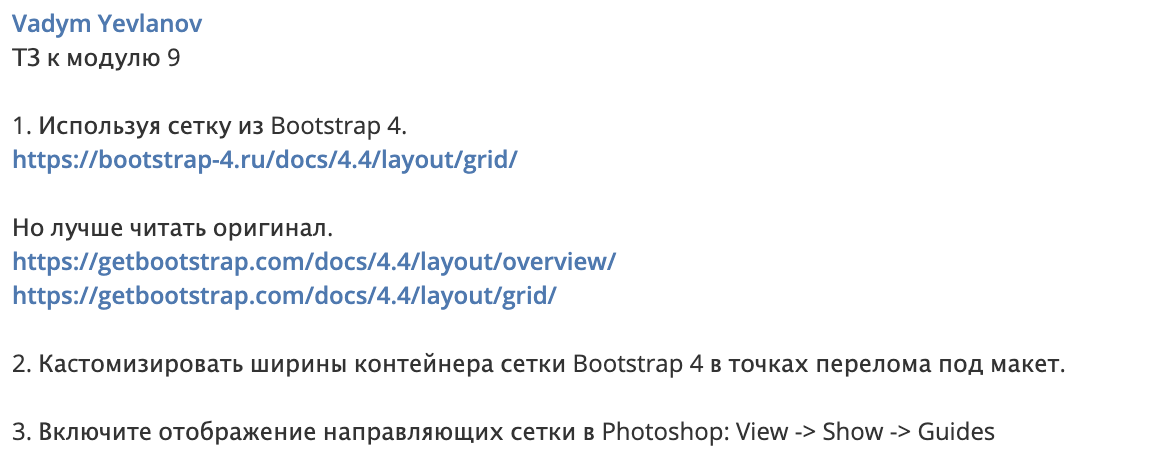 Vadym Yevlanov
ТЗ к модулю 9
1. Используя сетку из Bootstrap 4.
https://bootstrap-4.ru/docs/4.4/layout/grid/
Но лучше читать оригинал.
https://getbootstrap.com/docs/4.4/layout/overview/
https://getbootstrap.com/docs/4.4/layout/grid/
2. Кастомизировать ширины контейнера сетки Bootstrap 4 в точках перелома под макет.
3. Включите отображение направляющих сетки в Photoshop: View -> Show -> Guides